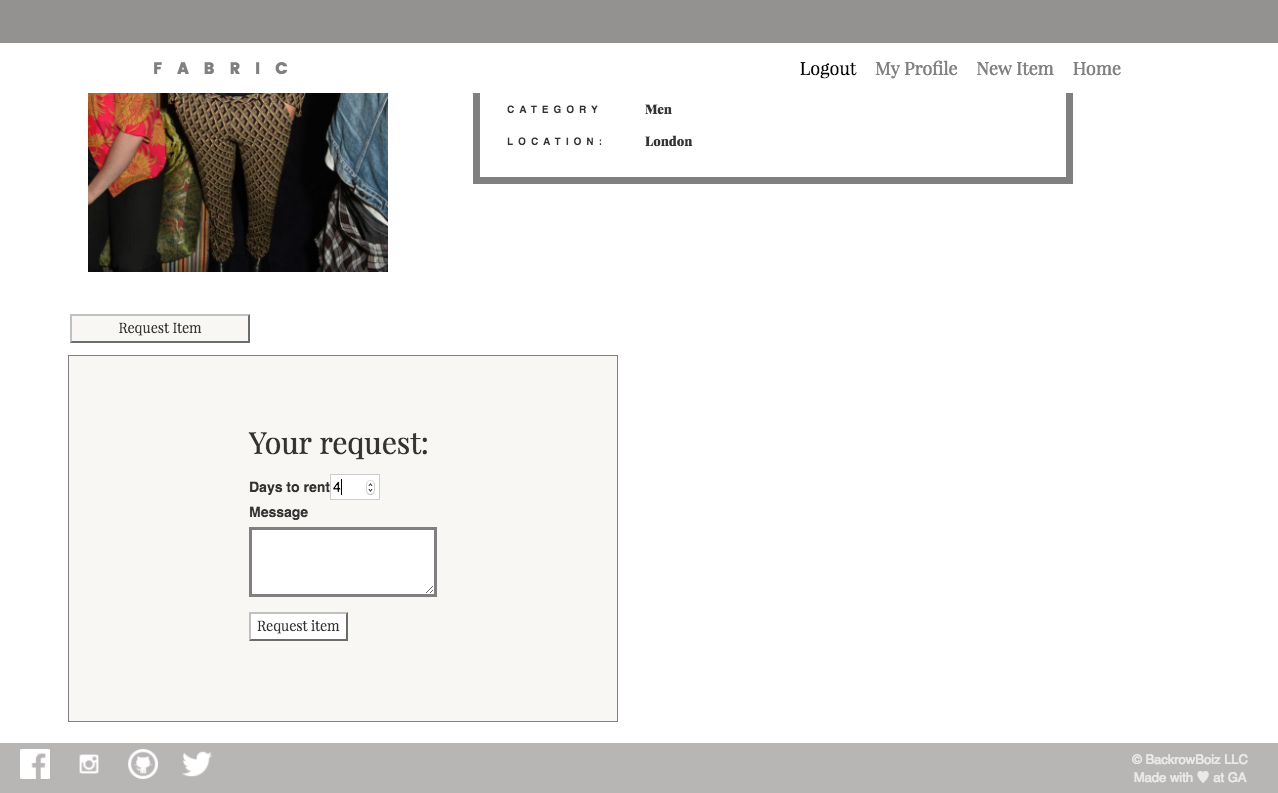 FABRIC
Logout My Profile New Item Home
CATEGORY Men
LOCATION: London
Request Item
Your request:
Days to rent 4
Message
Request item
© BackrowBoiz LLC
Made with ♥ at GA